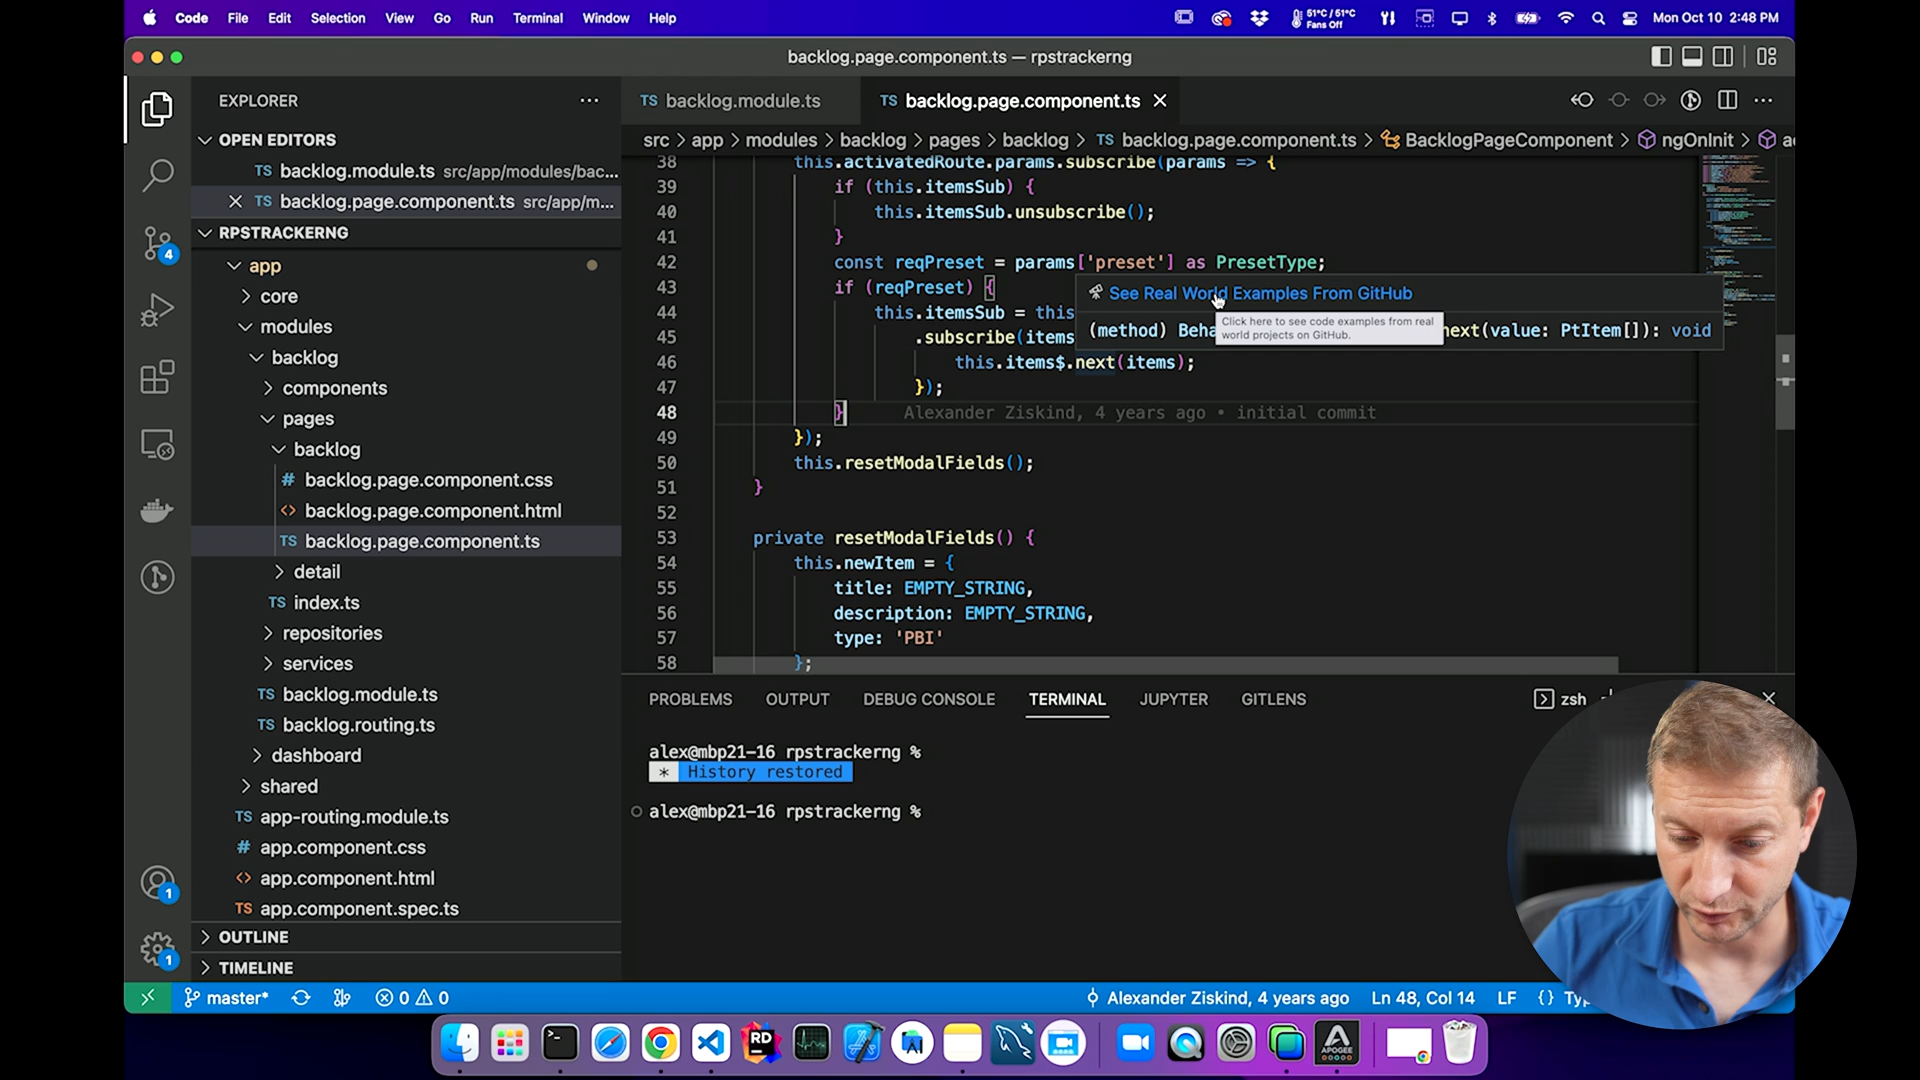 Code File Edit Selection View Go Run Terminal Window Help
51°C / 51°C
Fans Off
Mon Oct 10 2:48 PM
backlog.page.component.ts — rpstrackerng
EXPLORER
OPEN EDITORS
TS backlog.module.ts src/app/modules/bac...
TS backlog.page.component.ts src/app/m...
RPSTRACKERNG
app
core
modules
backlog
components
pages
backlog
# backlog.page.component.css
<> backlog.page.component.html
TS backlog.page.component.ts
detail
TS index.ts
repositories
services
TS backlog.module.ts
TS backlog.routing.ts
dashboard
shared
TS app-routing.module.ts
# app.component.css
<> app.component.html
TS app.component.spec.ts
OUTLINE
TIMELINE
4
1
1
TS backlog.module.ts
TS backlog.page.component.ts
src > app > modules > backlog > pages > backlog > TS backlog.page.component.ts > BacklogPageComponent > ngOnInit >
38 this.activatedRoute.params.subscribe(params => {
39 if (this.itemsSub) {
40 this.itemsSub.unsubscribe();
41 }
42 const reqPreset = params['preset'] as PresetType;
43 if (reqPreset) {
44 this.itemsSub = this
45 .subscribe(items
46 this.items$.next(items);
47 });
48 } Alexander Ziskind, 4 years ago • initial commit
49 });
50 this.resetModalFields();
51 }
52
53 private resetModalFields() {
54 this.newItem = {
55 title: EMPTY_STRING,
56 description: EMPTY_STRING,
57 type: 'PBI'
58 };
See Real World Examples From GitHub
(method) Beha next(value: PtItem[]): void
Click here to see code examples from real
world projects on GitHub.
PROBLEMS OUTPUT DEBUG CONSOLE TERMINAL JUPYTER GITLENS
zsh
alex@mbp21-16 rpstrackerng %
* History restored
alex@mbp21-16 rpstrackerng %
master* 0 0
Alexander Ziskind, 4 years ago Ln 48, Col 14 LF {}
RD
APOGEE